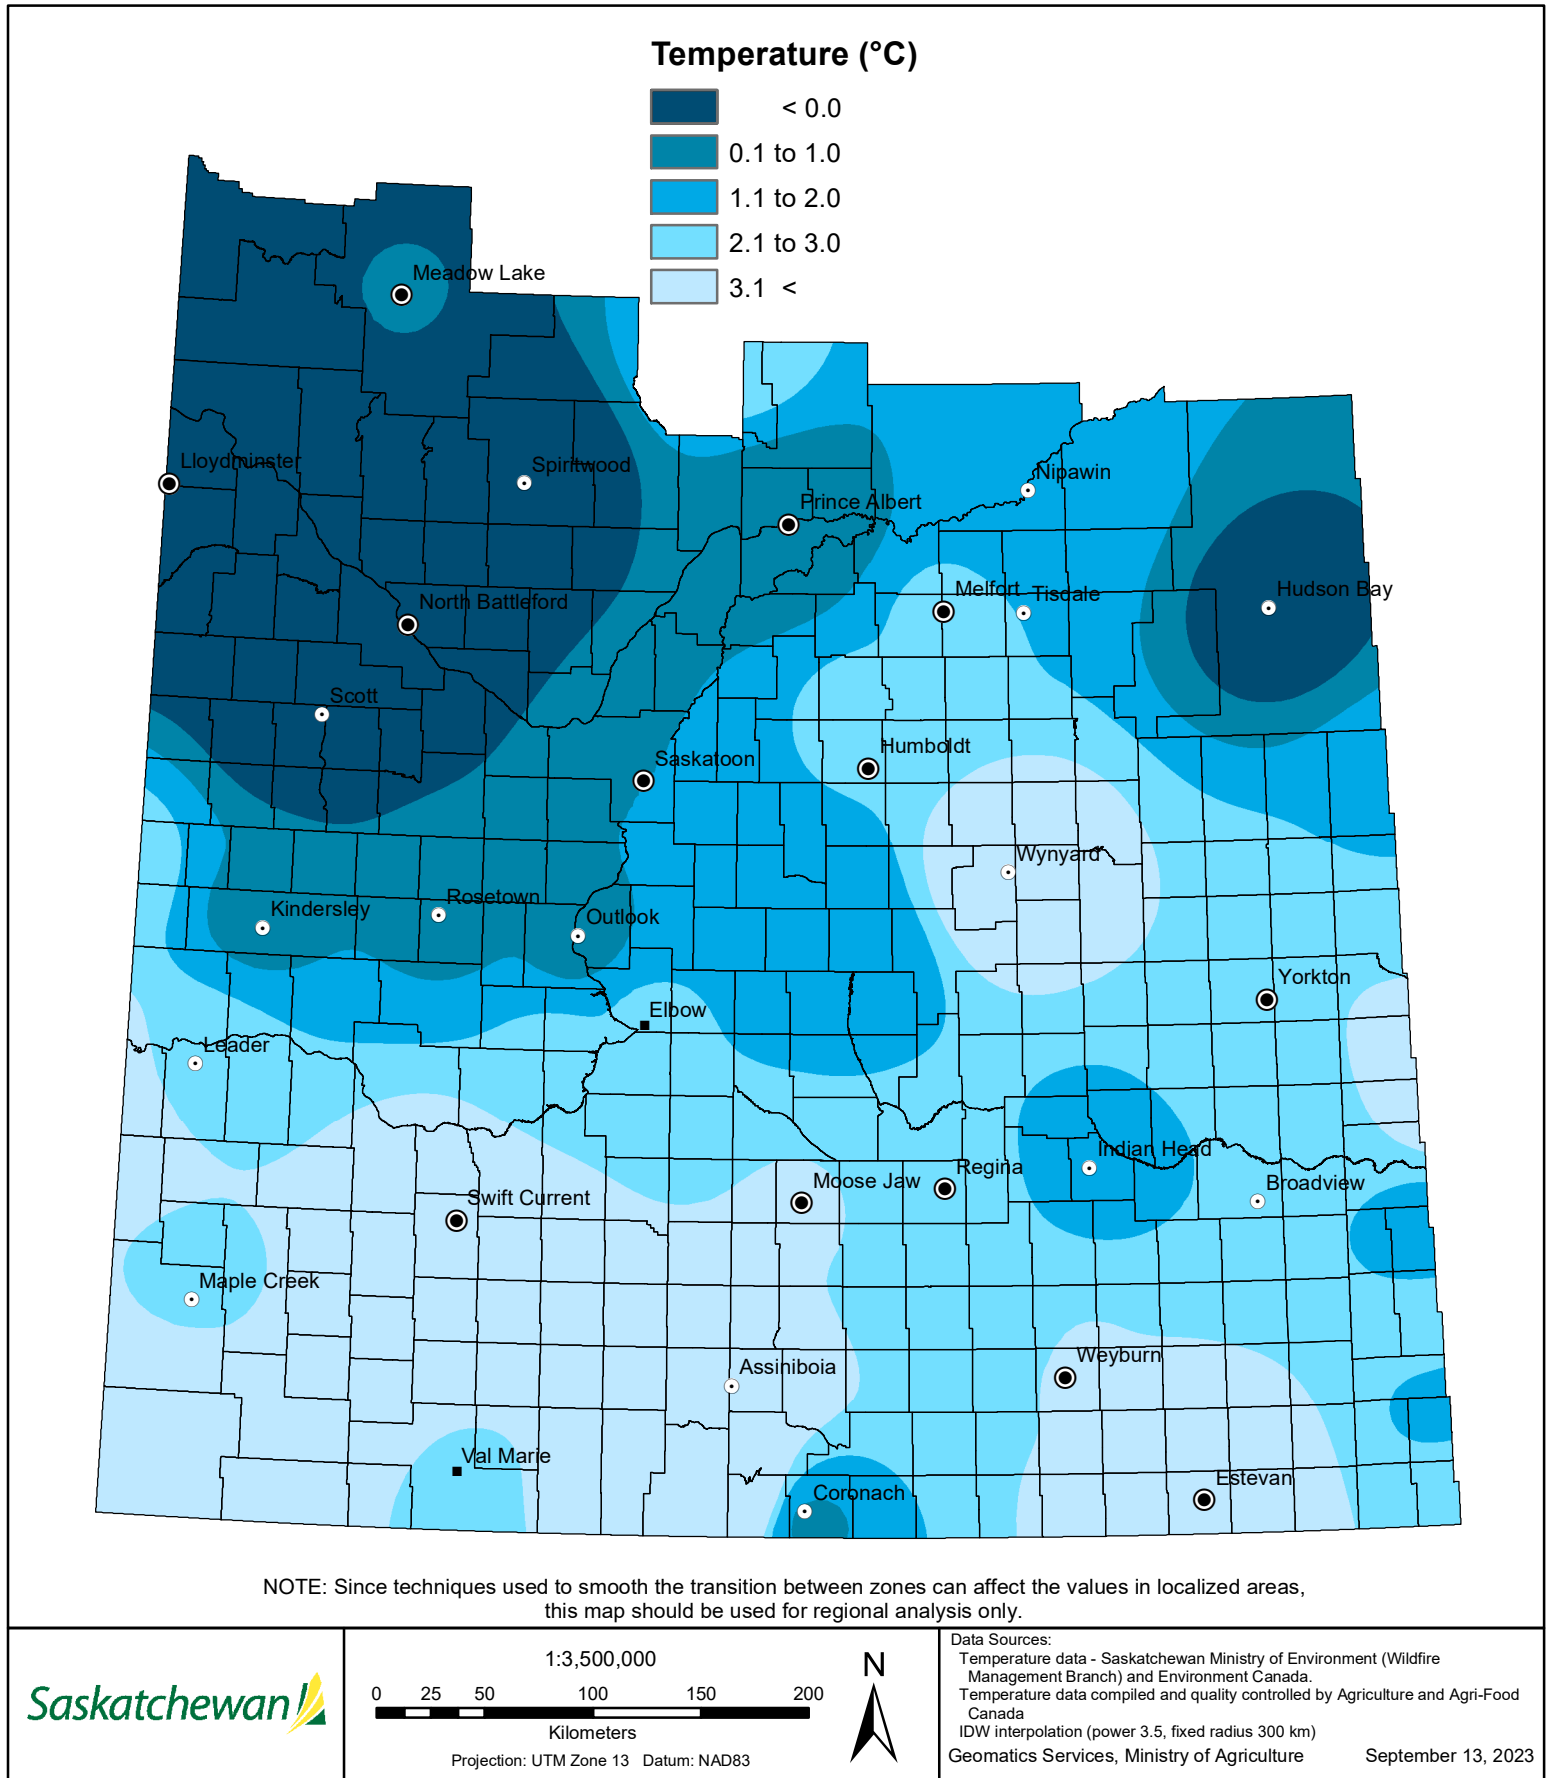 Temperature (°C)
< 0.0
0.1 to 1.0
1.1 to 2.0
2.1 to 3.0
3.1 <
Meadow Lake
Lloydminster
Spiritwood
Nipawin
Prince Albert
North Battleford
Melfort
Tisdale
Hudson Bay
Scott
Saskatoon
Humboldt
Wynyard
Kindersley
Rosetown
Outlook
Yorkton
Elbow
Leader
Indian Head
Regina
Moose Jaw
Broadview
Swift Current
Maple Creek
Assiniboia
Weyburn
Val Marie
Coronach
Estevan
NOTE: Since techniques used to smooth the transition between zones can affect the values in localized areas,
this map should be used for regional analysis only.
Saskatchewan
1:3,500,000
0 25 50 100 150 200
Kilometers
Projection: UTM Zone 13 Datum: NAD83
N
Data Sources:
Temperature data - Saskatchewan Ministry of Environment (Wildfire
Management Branch) and Environment Canada.
Temperature data compiled and quality controlled by Agriculture and Agri-Food
Canada
IDW interpolation (power 3.5, fixed radius 300 km)
Geomatics Services, Ministry of Agriculture September 13, 2023